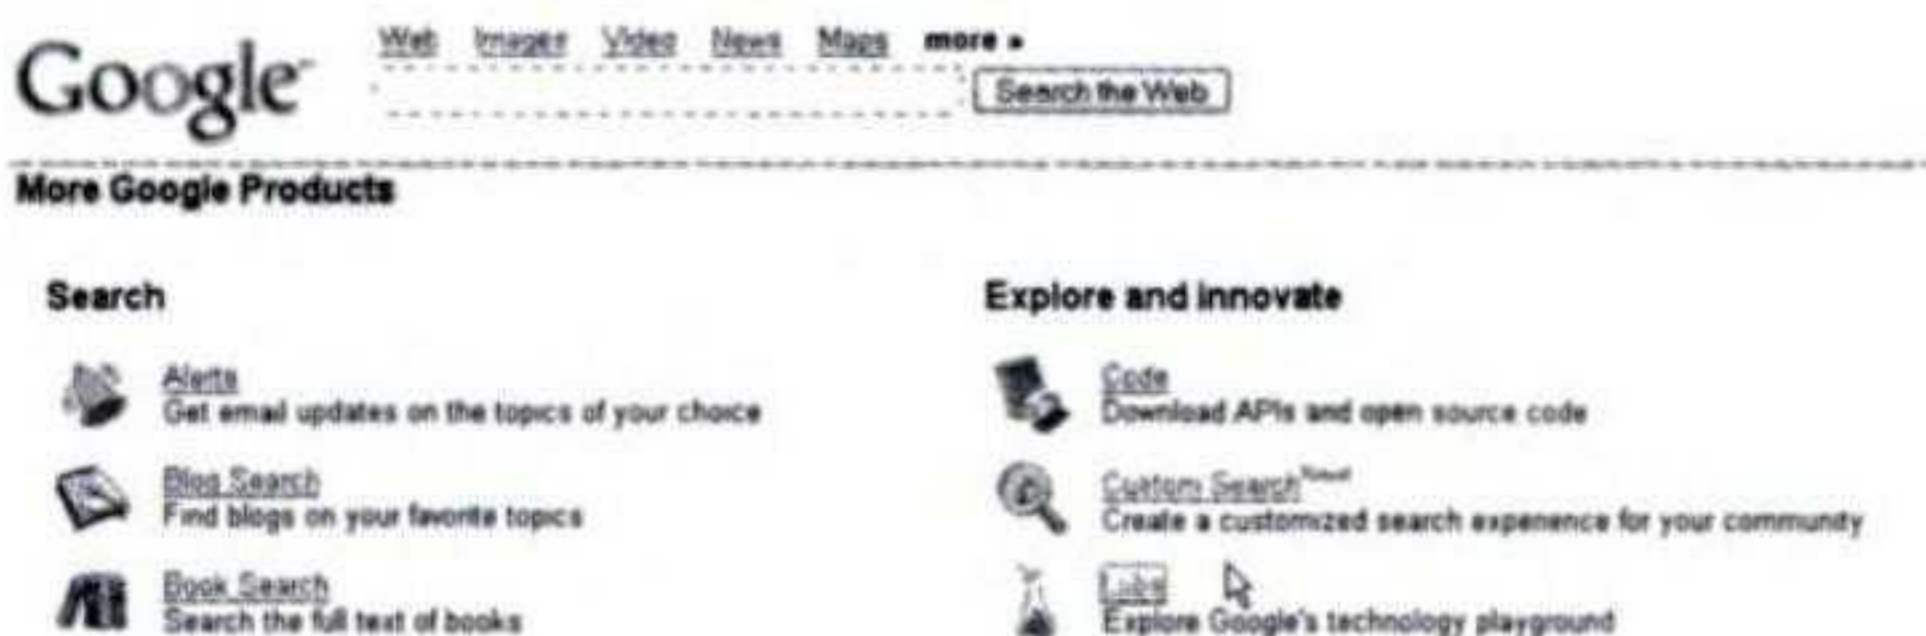 Google
Web Images Video News Maps more »
Search the Web
More Google Products
Search
Alerts
Get email updates on the topics of your choice
Blog Search
Find blogs on your favorite topics
Book Search
Search the full text of books
Explore and innovate
Code
Download APIs and open source code
Custom Search
Create a customized search experience for your community
Labs
Explore Google's technology playground